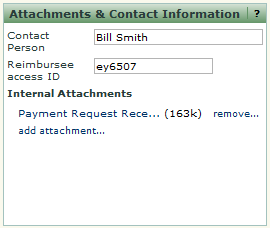 Attachments & Contact Information ?
Contact Person Bill Smith
Reimbursee access ID ey6507
Internal Attachments
Payment Request Rece... (163k) remove...
add attachment...